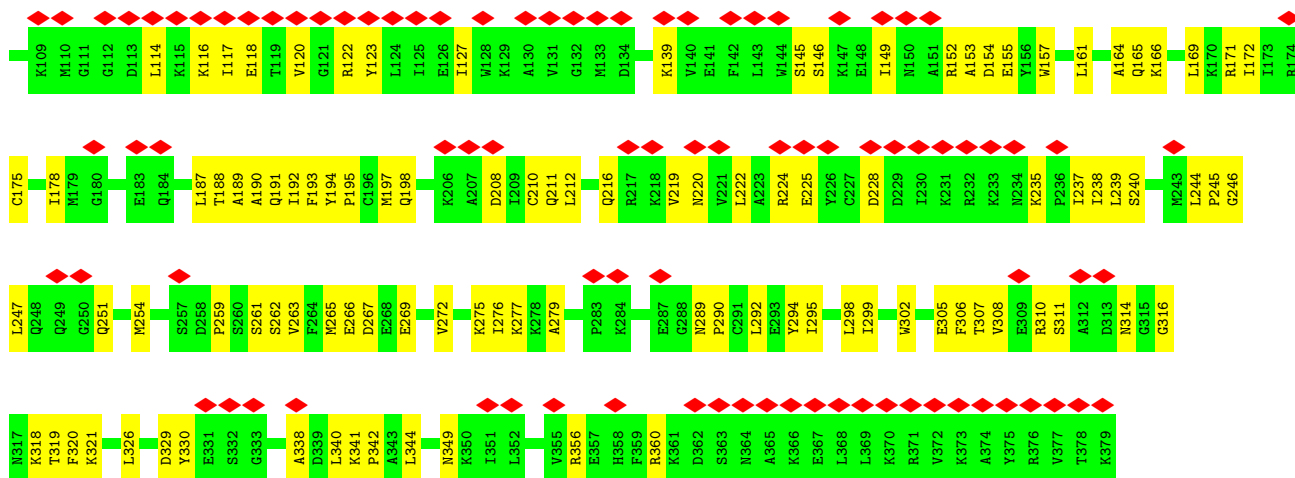 K109 M110 G111 G112 D113 L114 K115 K116 I117 E118 T119 V120 G121 R122 Y123 L124 I125 E126 I127 W128 K129 A130 V131 G132 M133 D134 K139 V140 E141 F142 L143 W144 S145 S146 K147 E148 I149 N150 A151 R152 A153 D154 E155 Y156 W157 L161 A164 Q165 K166 L169 K170 R171 I172 I173 R174
C175 I178 M179 G180 E183 Q184 L187 T188 A189 A190 Q191 I192 F193 Y194 P195 C196 M197 Q198 K206 A207 D208 I209 C210 Q211 L212 Q216 R217 K218 V219 N220 V221 L222 A223 R224 E225 Y226 C227 D228 D229 I230 K231 R232 K233 N234 K235 P236 I237 I238 L239 S240 M243 L244 P245 G246
L247 Q248 Q249 G250 Q251 M254 S257 D258 P259 S260 S261 S262 V263 F264 M265 E266 D267 E268 E269 V272 K275 I276 K277 K278 A279 P283 K284 E287 G288 N289 P290 C291 L292 E293 Y294 I295 L298 I299 W302 E305 F306 T307 V308 E309 R310 S311 A312 D313 N314 G315 G316
N317 K318 T319 F320 K321 L326 D329 Y330 E331 S332 G333 A338 D339 L340 K341 P342 A343 L344 N349 K350 I351 L352 V355 R356 E357 H358 F359 R360 K361 D362 S363 N364 A365 K366 E367 L368 L369 K370 R371 V372 K373 A374 Y375 R376 V377 T378 K379